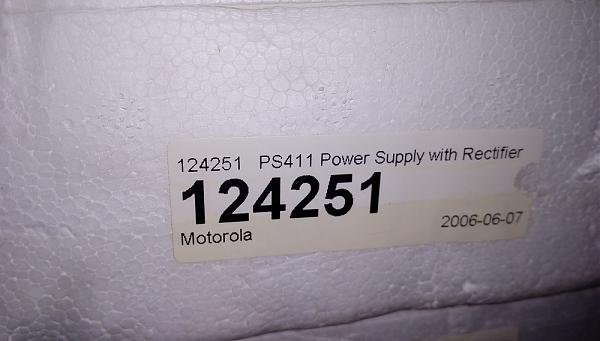 124251 PS411 Power Supply with Rectifier
124251
Motorola
2006-06-07